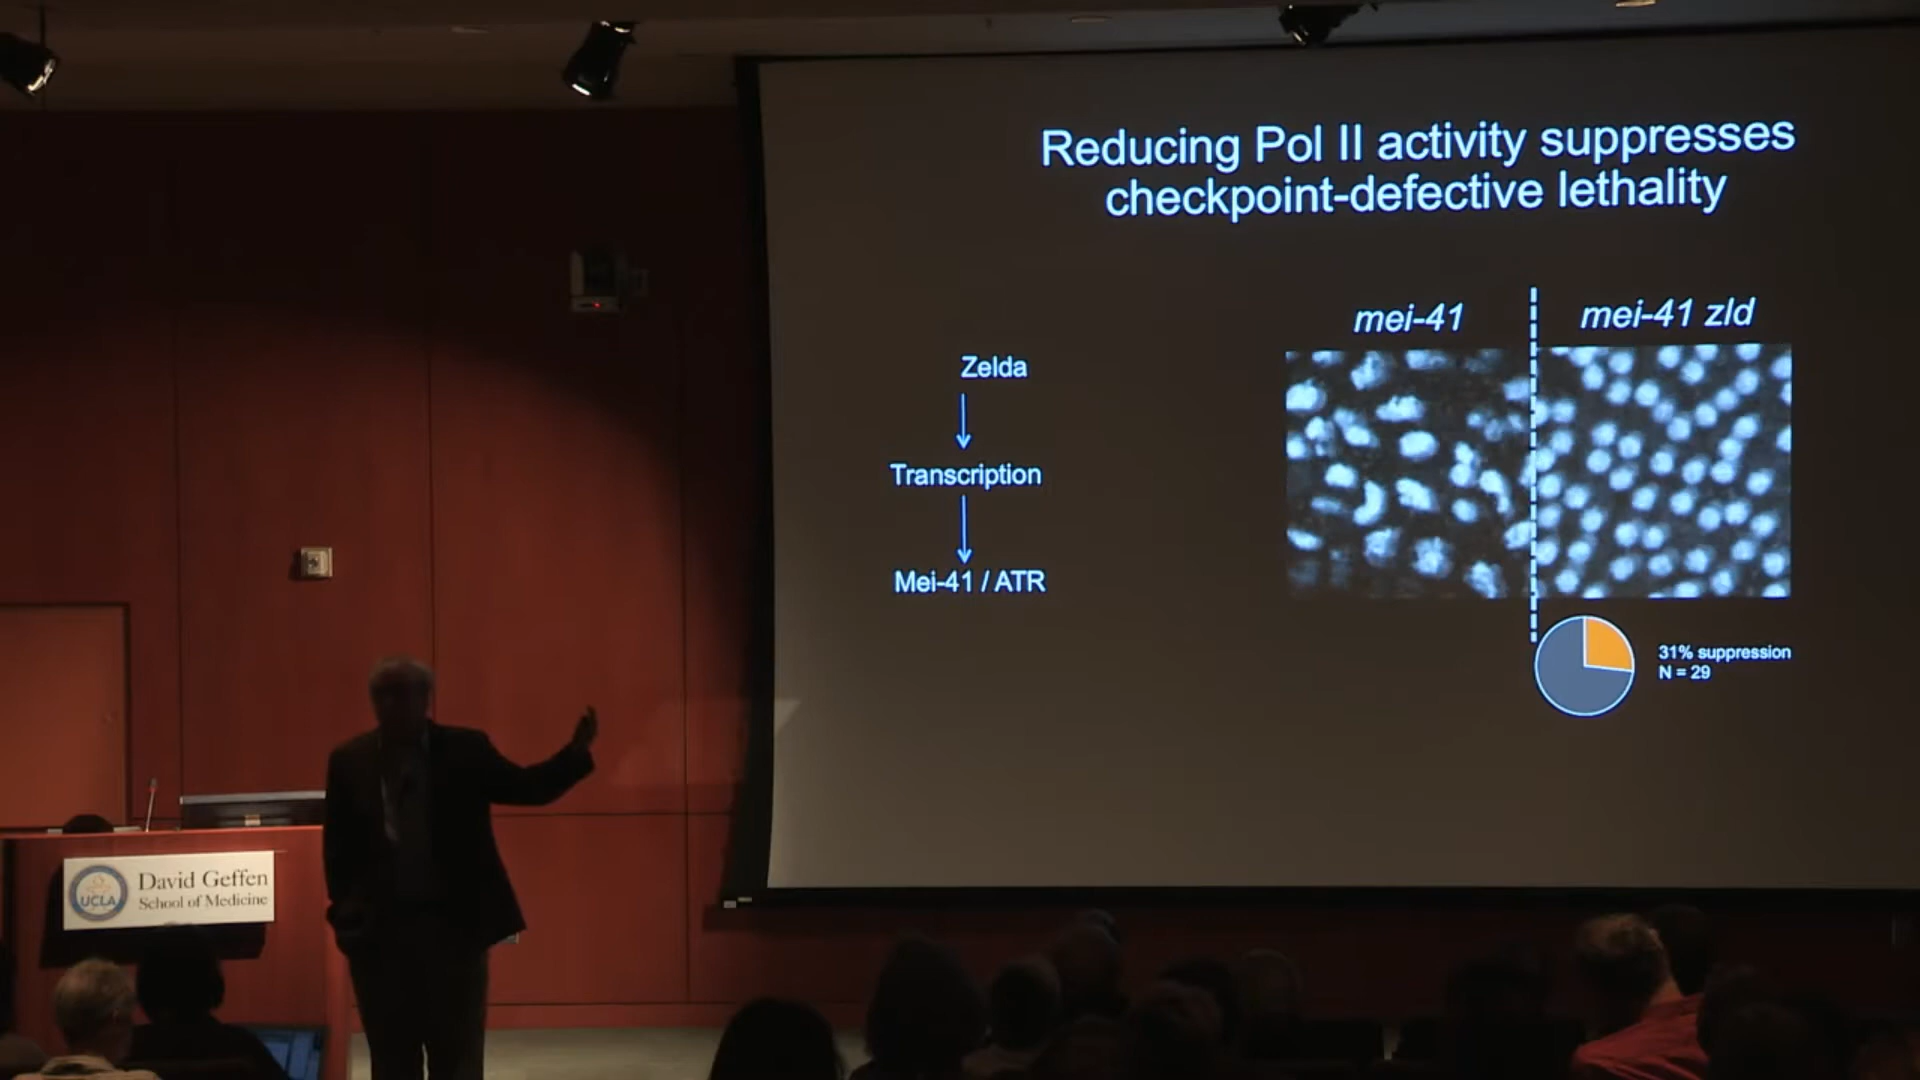 Reducing Pol II activity suppresses
checkpoint-defective lethality
mei-41
mei-41 zld
Zelda
Transcription
Mei-41 / ATR
31% suppression
N = 29
UCLA
David Geffen
School of Medicine